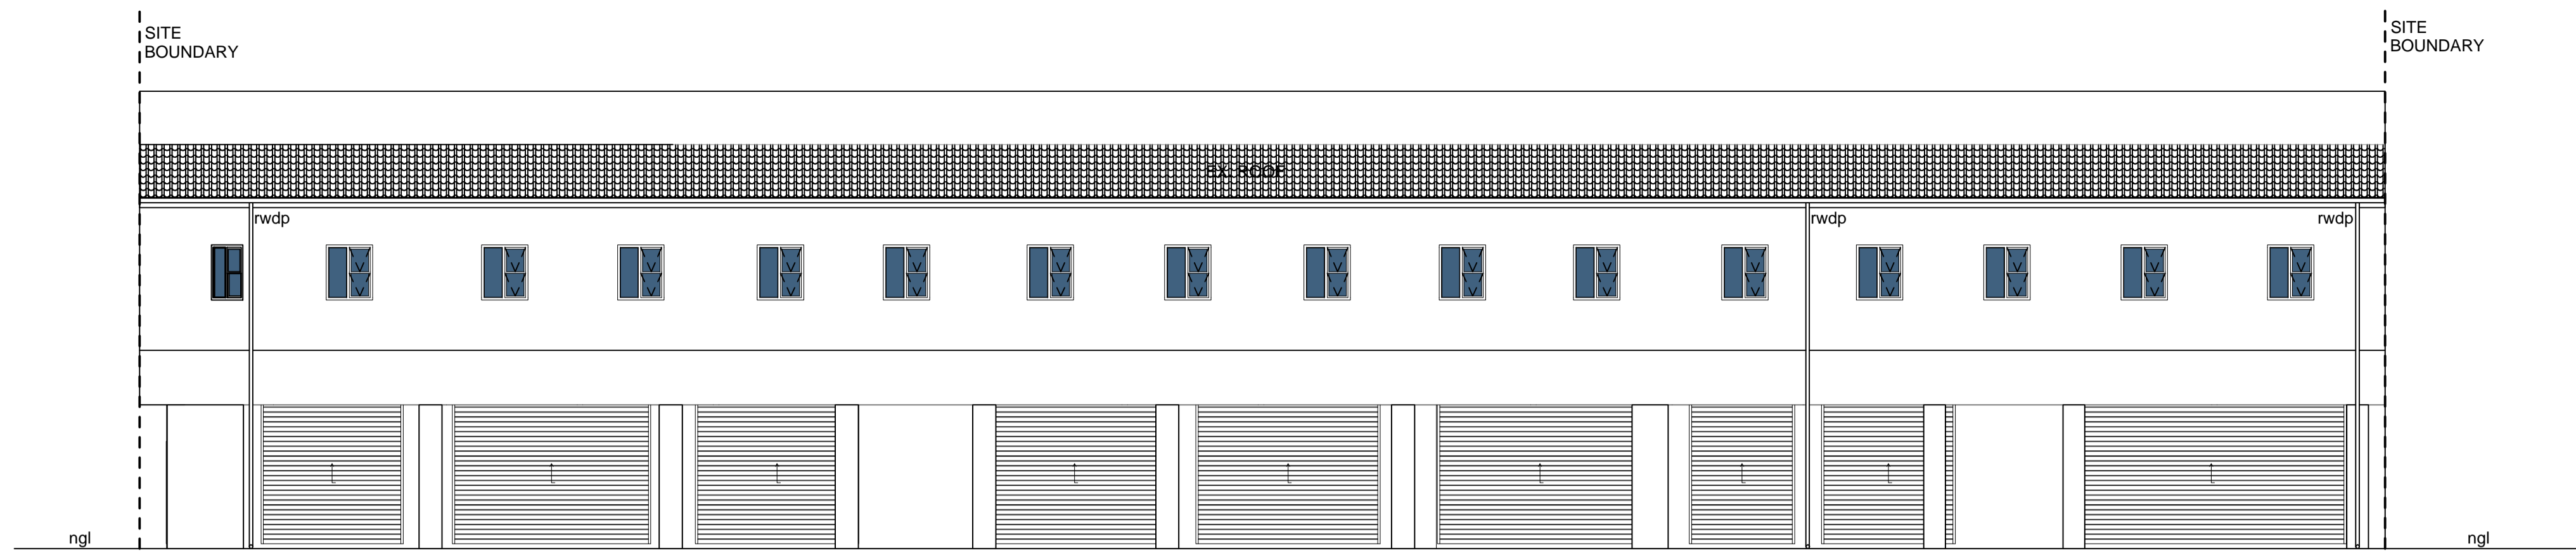 SITE
BOUNDARY
SITE
BOUNDARY
EX. ROOF
rwdp
rwdp
rwdp
ngl
ngl